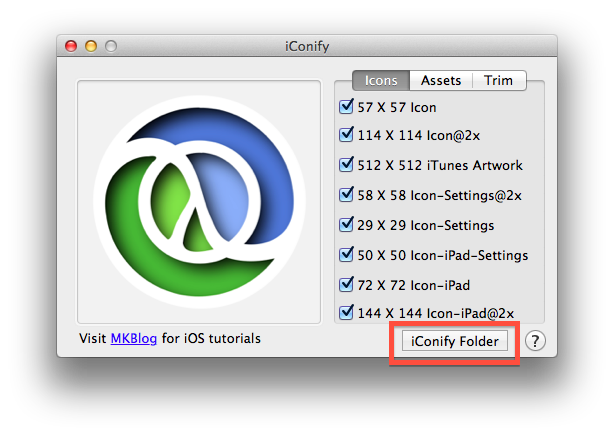 iConify
Icons Assets Trim
57 X 57 Icon
114 X 114 Icon@2x
512 X 512 iTunes Artwork
58 X 58 Icon-Settings@2x
29 X 29 Icon-Settings
50 X 50 Icon-iPad-Settings
72 X 72 Icon-iPad
144 X 144 Icon-iPad@2x
Visit MKBlog for iOS tutorials
iConify Folder ?